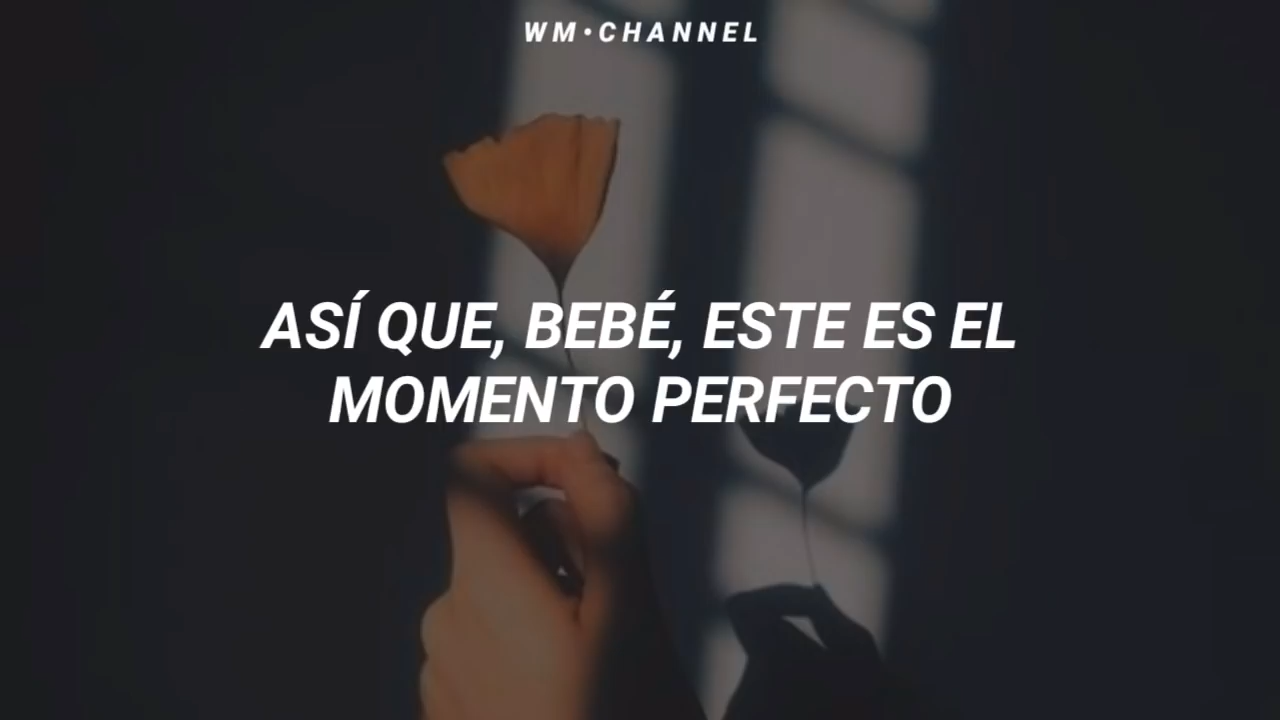 WM•CHANNEL
ASÍ QUE, BEBÉ, ESTE ES EL
MOMENTO PERFECTO